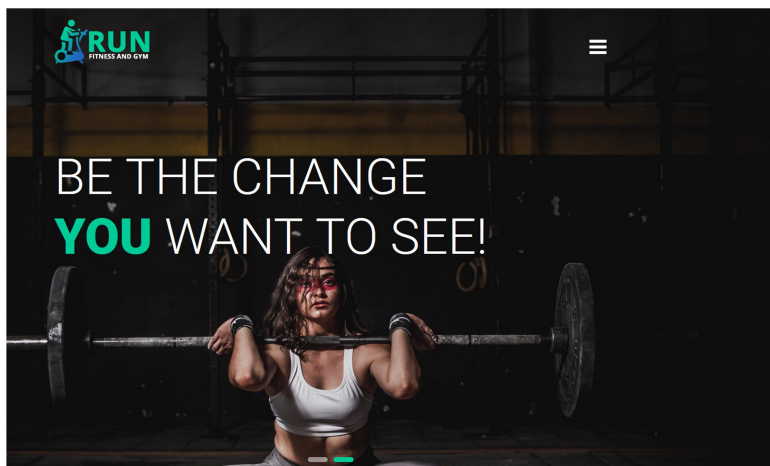 RUN
FITNESS AND GYM
BE THE CHANGE
YOU WANT TO SEE!